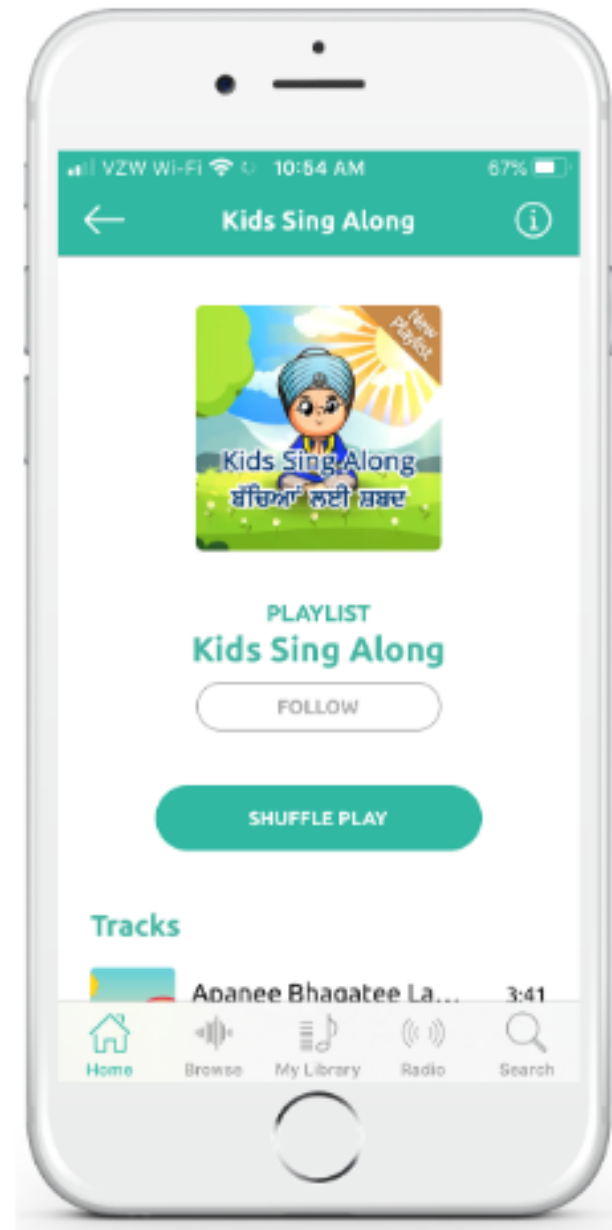 VZW Wi-Fi 10:54 AM 67%
Kids Sing Along
New
playlist
Kids Sing Along
ਬੱਚਿਆਂ ਲਈ ਸ਼ਬਦ
PLAYLIST
Kids Sing Along
FOLLOW
SHUFFLE PLAY
Tracks
Apanee Bhagatee La... 3:41
Home Browse My Library Radio Search